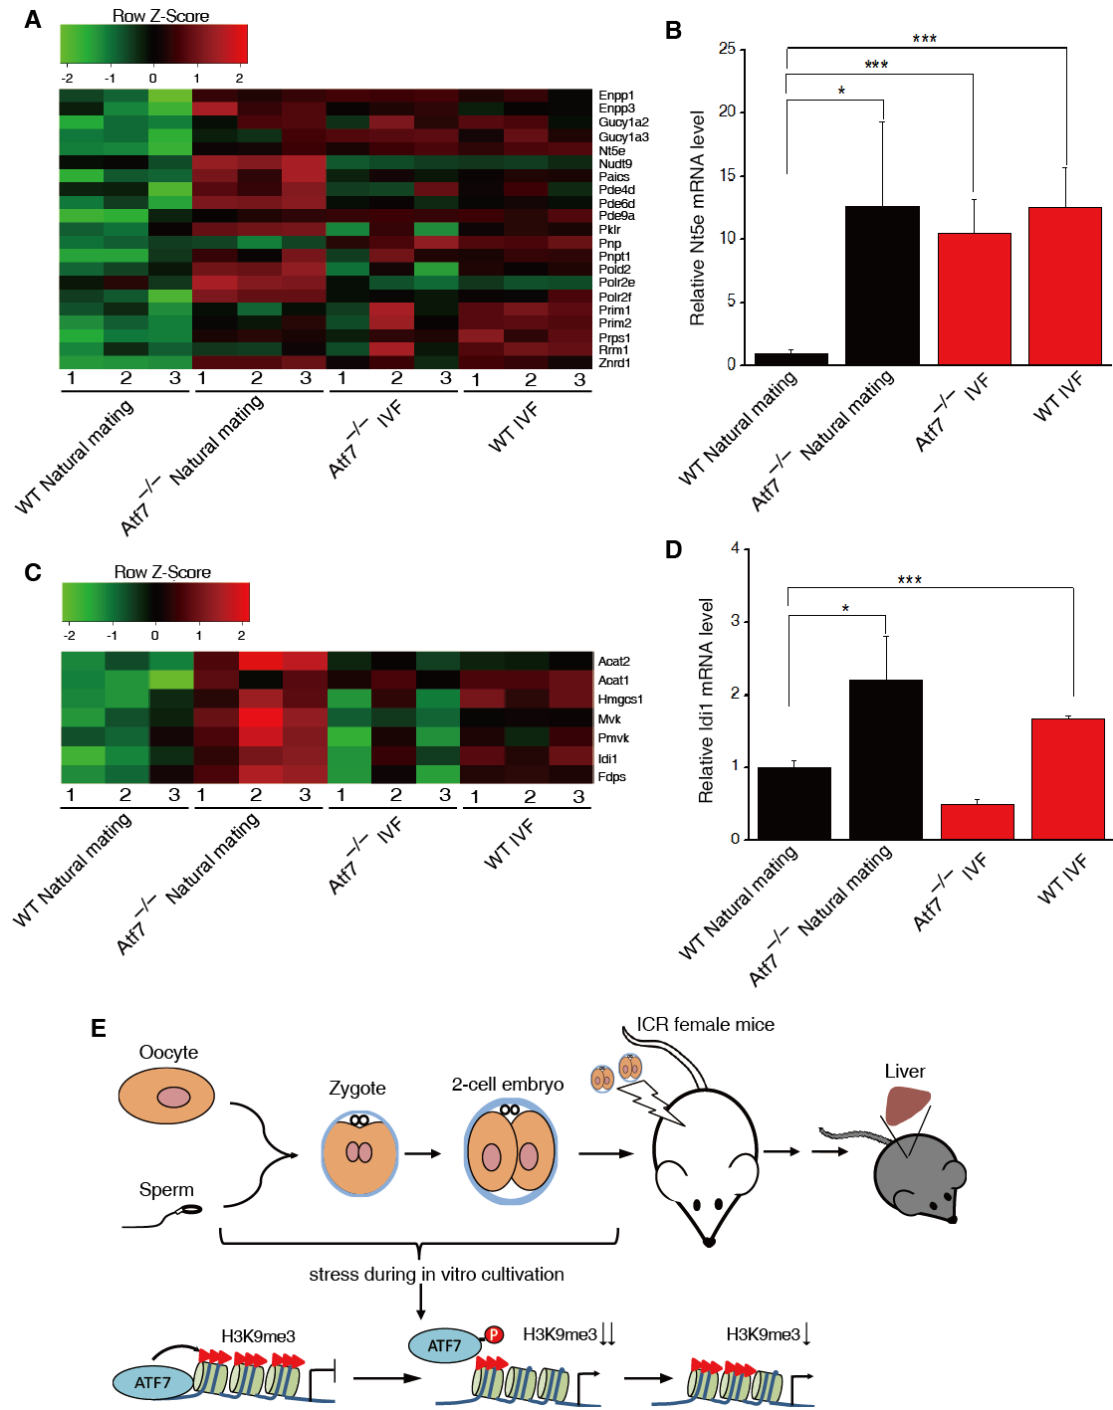 A
Row Z-Score
-2 -1 0 1 2
Enpp1
Enpp3
Gucy1a2
Gucy1a3
Nt5e
Nudt9
Paics
Pde4d
Pde6d
Pde9a
Pklr
Pnp
Pnpt1
Pold2
Polr2e
Polr2f
Prim1
Prim2
Prps1
Rrm1
Znrd1
1 2 3 1 2 3 1 2 3 1 2 3
WT Natural mating
Atf7−/− Natural mating
Atf7−/− IVF
WT IVF
B
Relative Nt5e mRNA level
25
20
15
10
5
0
***
***
*
WT Natural mating
Atf7−/− Natural mating
Atf7−/− IVF
WT IVF
C
Row Z-Score
-2 -1 0 1 2
Acat2
Acat1
Hmgcs1
Mvk
Pmvk
Idi1
Fdps
1 2 3 1 2 3 1 2 3 1 2 3
WT Natural mating
Atf7−/− Natural mating
Atf7−/− IVF
WT IVF
D
Relative Idi1 mRNA level
4
3
2
1
0
***
*
WT Natural mating
Atf7−/− Natural mating
Atf7−/− IVF
WT IVF
E
Oocyte
Sperm
Zygote
2-cell embryo
ICR female mice
Liver
stress during in vitro cultivation
ATF7
H3K9me3
ATF7
P
H3K9me3↓↓
H3K9me3↓